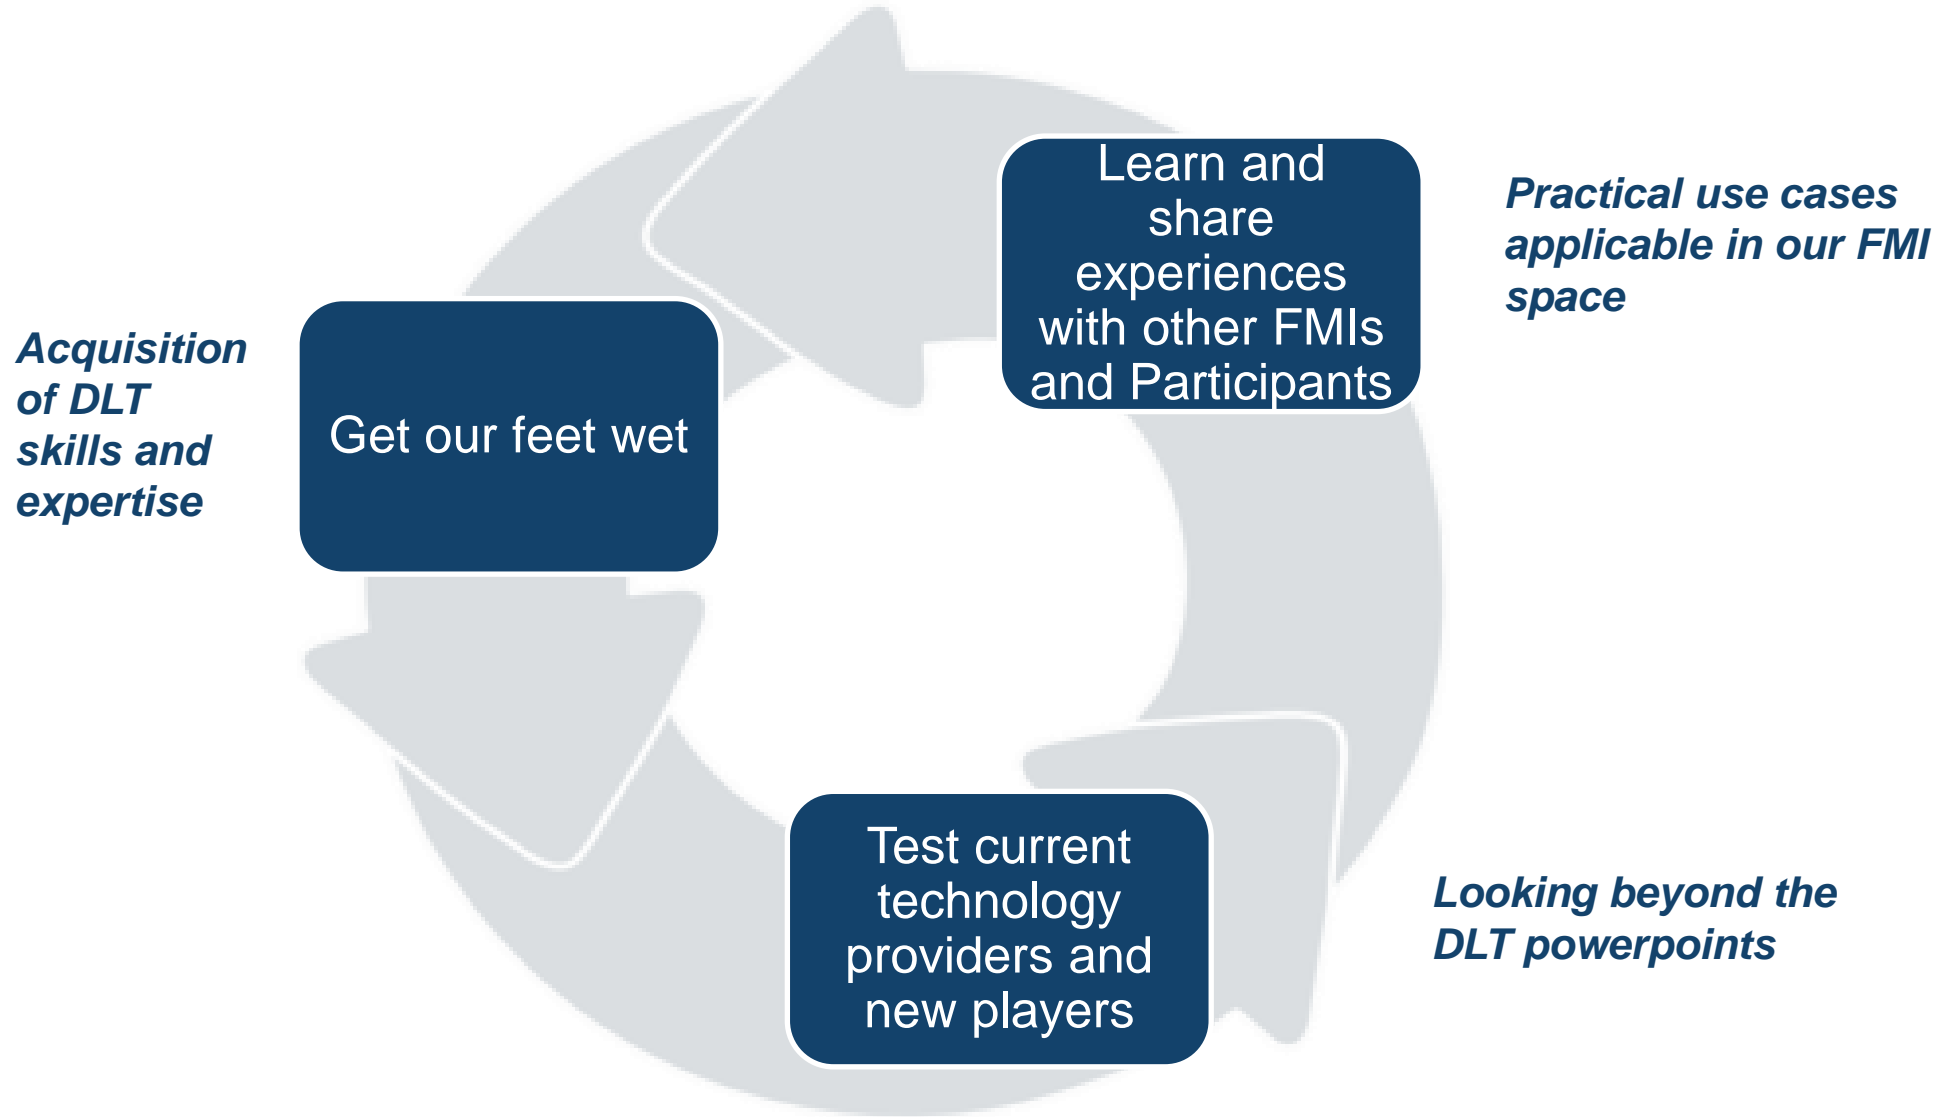 Learn and
share
experiences
with other FMIs
and Participants
Practical use cases
applicable in our FMI
space
Acquisition
of DLT
skills and
expertise
Get our feet wet
Test current
technology
providers and
new players
Looking beyond the
DLT powerpoints